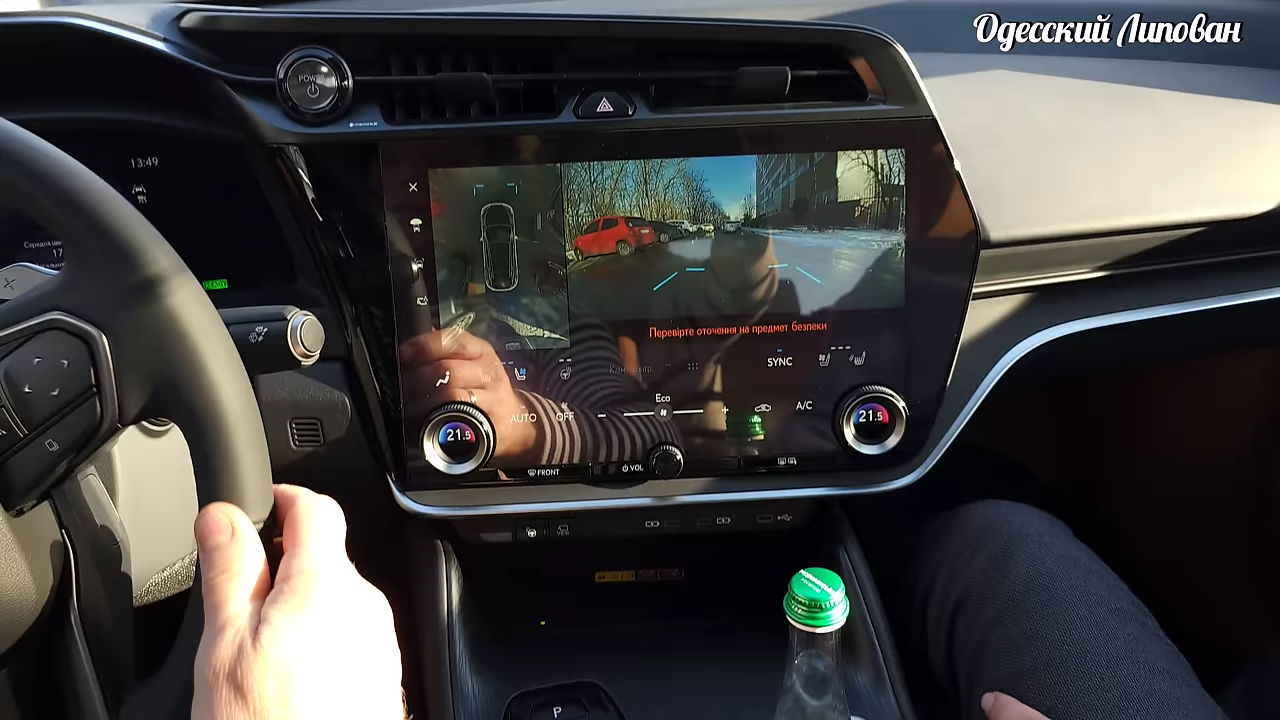 Одесский Липован
POWER
13:49
READY
Перевірте оточення на предмет безпеки
SYNC
Eco
AUTO
OFF
A/C
21.5
21.5
FRONT
VOL
VIEW
P